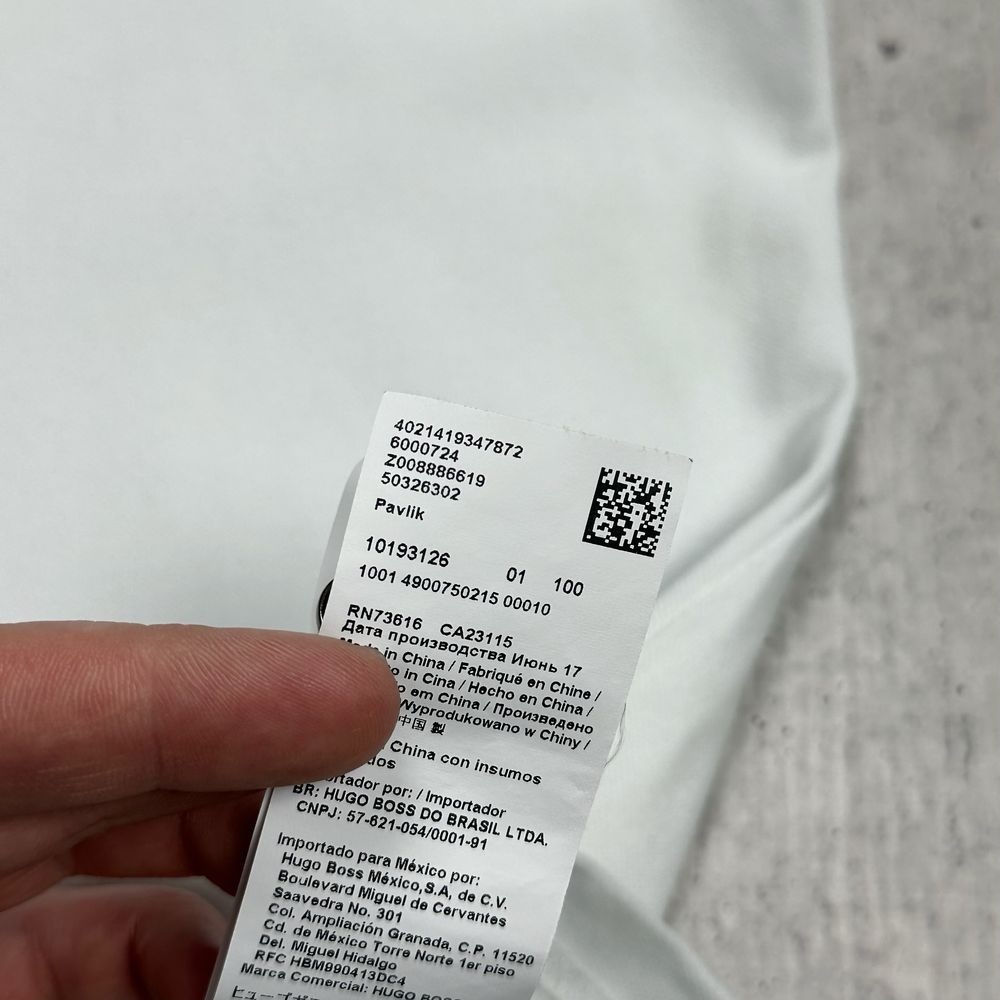 4021419347872
6000724
Z008886619
50326302
Pavlik
10193126 01 100
1001 4900750215 00010
RN73616 CA23115
Дата производства Июнь 17
in China / Fabriqué en Chine /
in Cina / Hecho en China /
em China / Произведено
Wyprodukowano w Chiny /
中国 製
China con insumos
por: / Importador
BR: HUGO BOSS DO BRASIL LTDA.
CNPJ: 57-621-054/0001-91
Importado para México por:
Hugo Boss México,S.A, de C.V.
Boulevard Miguel de Cervantes
Saavedra No. 301
Col. Ampliación Granada, C.P. 11520
Cd. de México Torre Norte 1er piso
Del. Miguel Hidalgo
RFC HBM990413DC4
Marca Comercial: HUGO BOSS